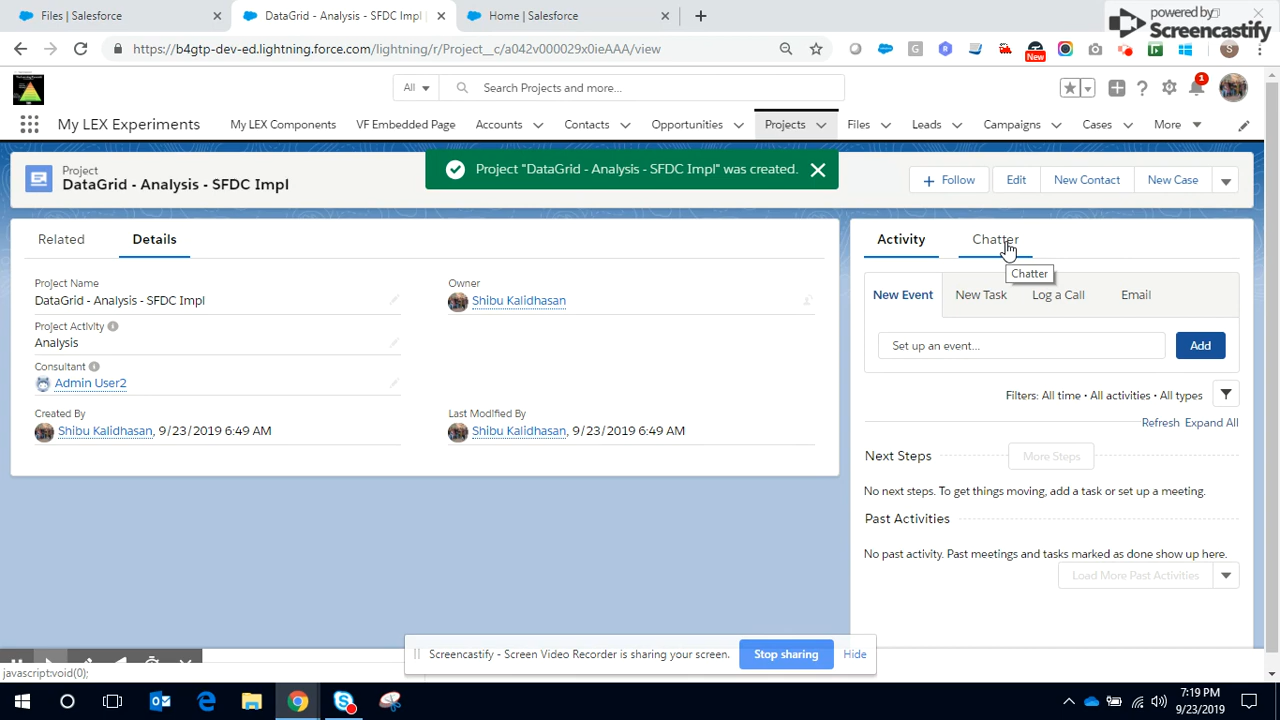 Files | Salesforce
DataGrid - Analysis - SFDC Impl |
Home | Salesforce
powered by
Screencastify
https://b4gtp-dev-ed.lightning.force.com/lightning/r/Project__c/a042v000029x0ieAAA/view
New
All
Search Projects and more...
1
My LEX Experiments
My LEX Components
VF Embedded Page
Accounts
Contacts
Opportunities
Projects
Files
Leads
Campaigns
Cases
More
Project
DataGrid - Analysis - SFDC Impl
Project "DataGrid - Analysis - SFDC Impl" was created.
+ Follow
Edit
New Contact
New Case
Related
Details
Project Name
DataGrid - Analysis - SFDC Impl
Owner
Shibu Kalidhasan
Project Activity
Analysis
Consultant
Admin User2
Created By
Shibu Kalidhasan, 9/23/2019 6:49 AM
Last Modified By
Shibu Kalidhasan, 9/23/2019 6:49 AM
Activity
Chatter
Chatter
New Event
New Task
Log a Call
Email
Set up an event...
Add
Filters: All time • All activities • All types
Refresh
Expand All
Next Steps
More Steps
No next steps. To get things moving, add a task or set up a meeting.
Past Activities
No past activity. Past meetings and tasks marked as done show up here.
Load More Past Activities
Screencastify - Screen Video Recorder is sharing your screen.
Stop sharing
Hide
javascript:void(0);
7:19 PM
9/23/2019